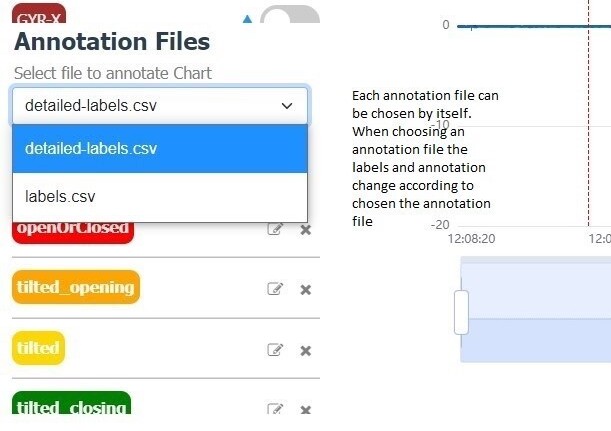 GYR-X
Annotation Files
Select file to annotate Chart
detailed-labels.csv
detailed-labels.csv
labels.csv
openOrClosed
tilted_opening
tilted
tilted_closing
Each annotation file can
be chosen by itself.
When choosing an
annotation file the
labels and annotation
change according to
chosen the annotation
file
0
-10
-20
12:08:20
12:0